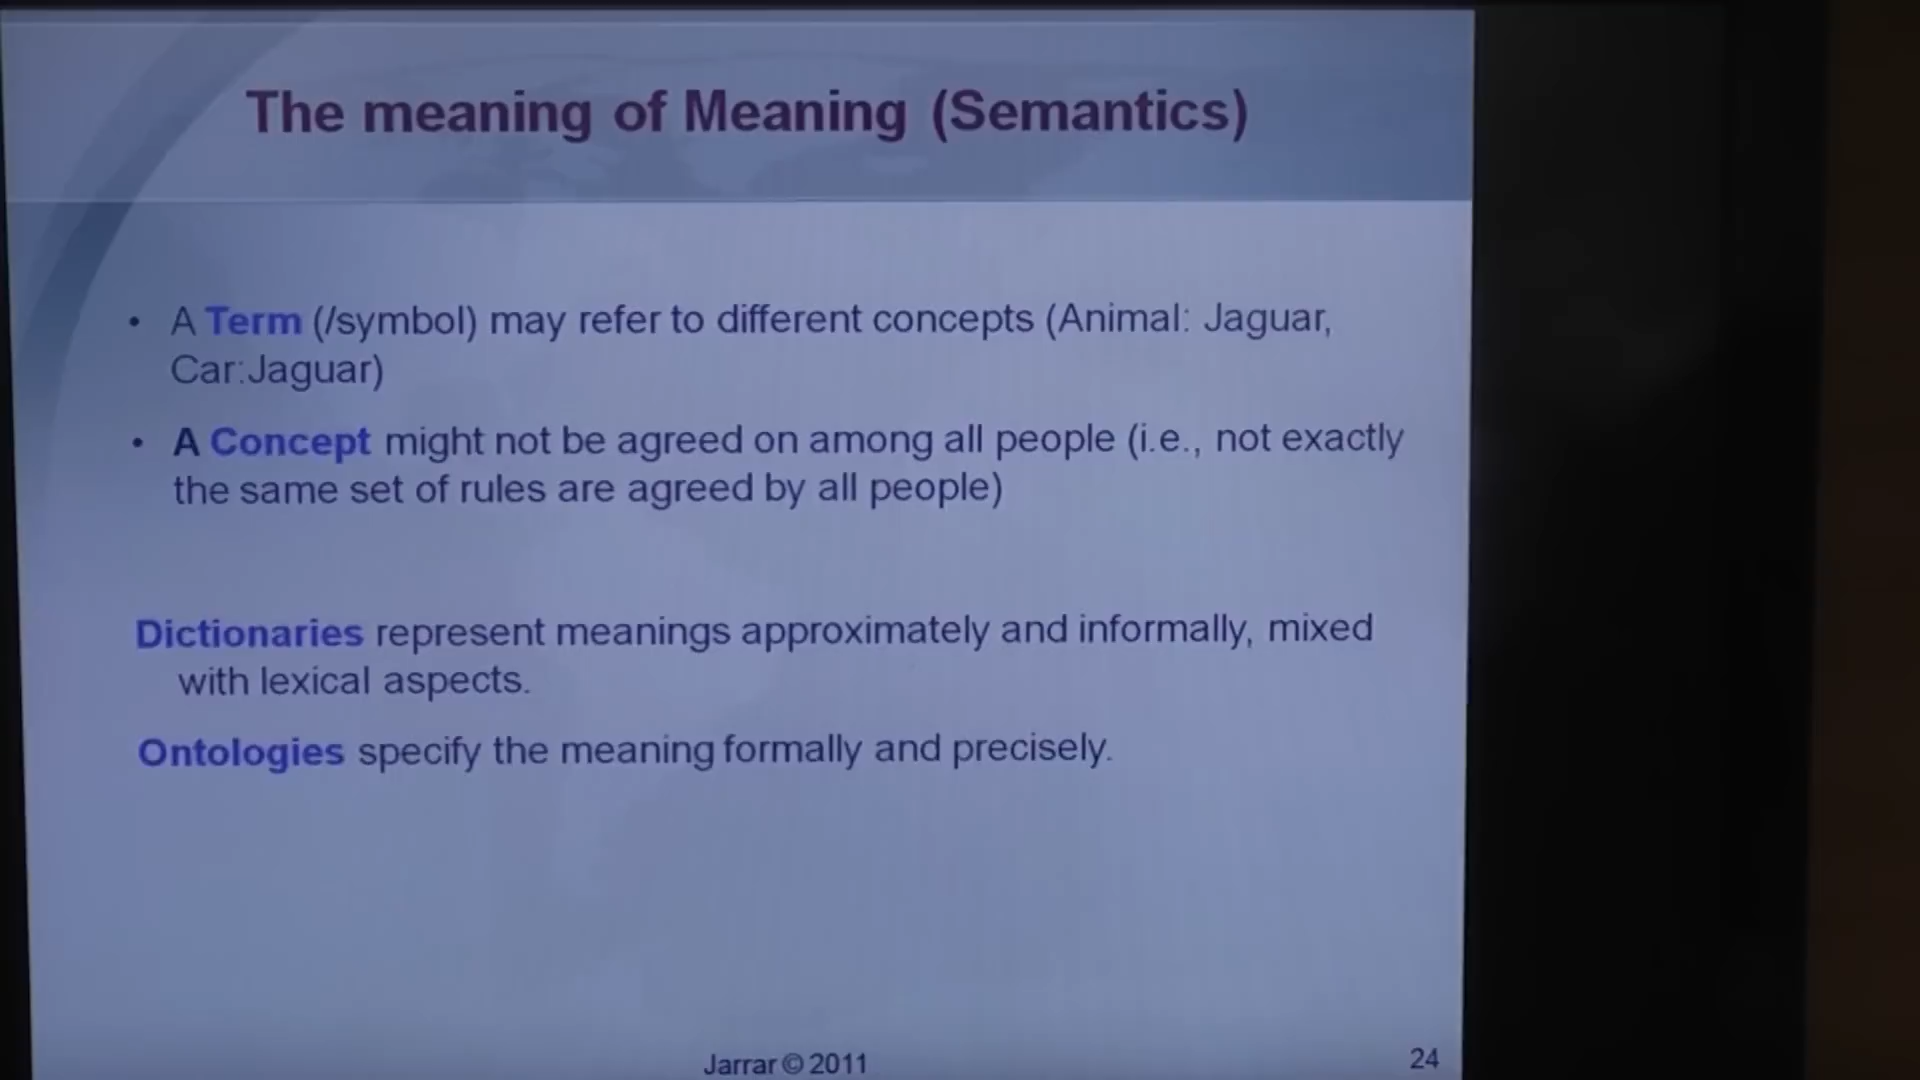 The meaning of Meaning (Semantics)
• A Term (/symbol) may refer to different concepts (Animal: Jaguar,
Car:Jaguar)
• A Concept might not be agreed on among all people (i.e., not exactly
the same set of rules are agreed by all people)
Dictionaries represent meanings approximately and informally, mixed
with lexical aspects.
Ontologies specify the meaning formally and precisely.
Jarrar © 2011
24